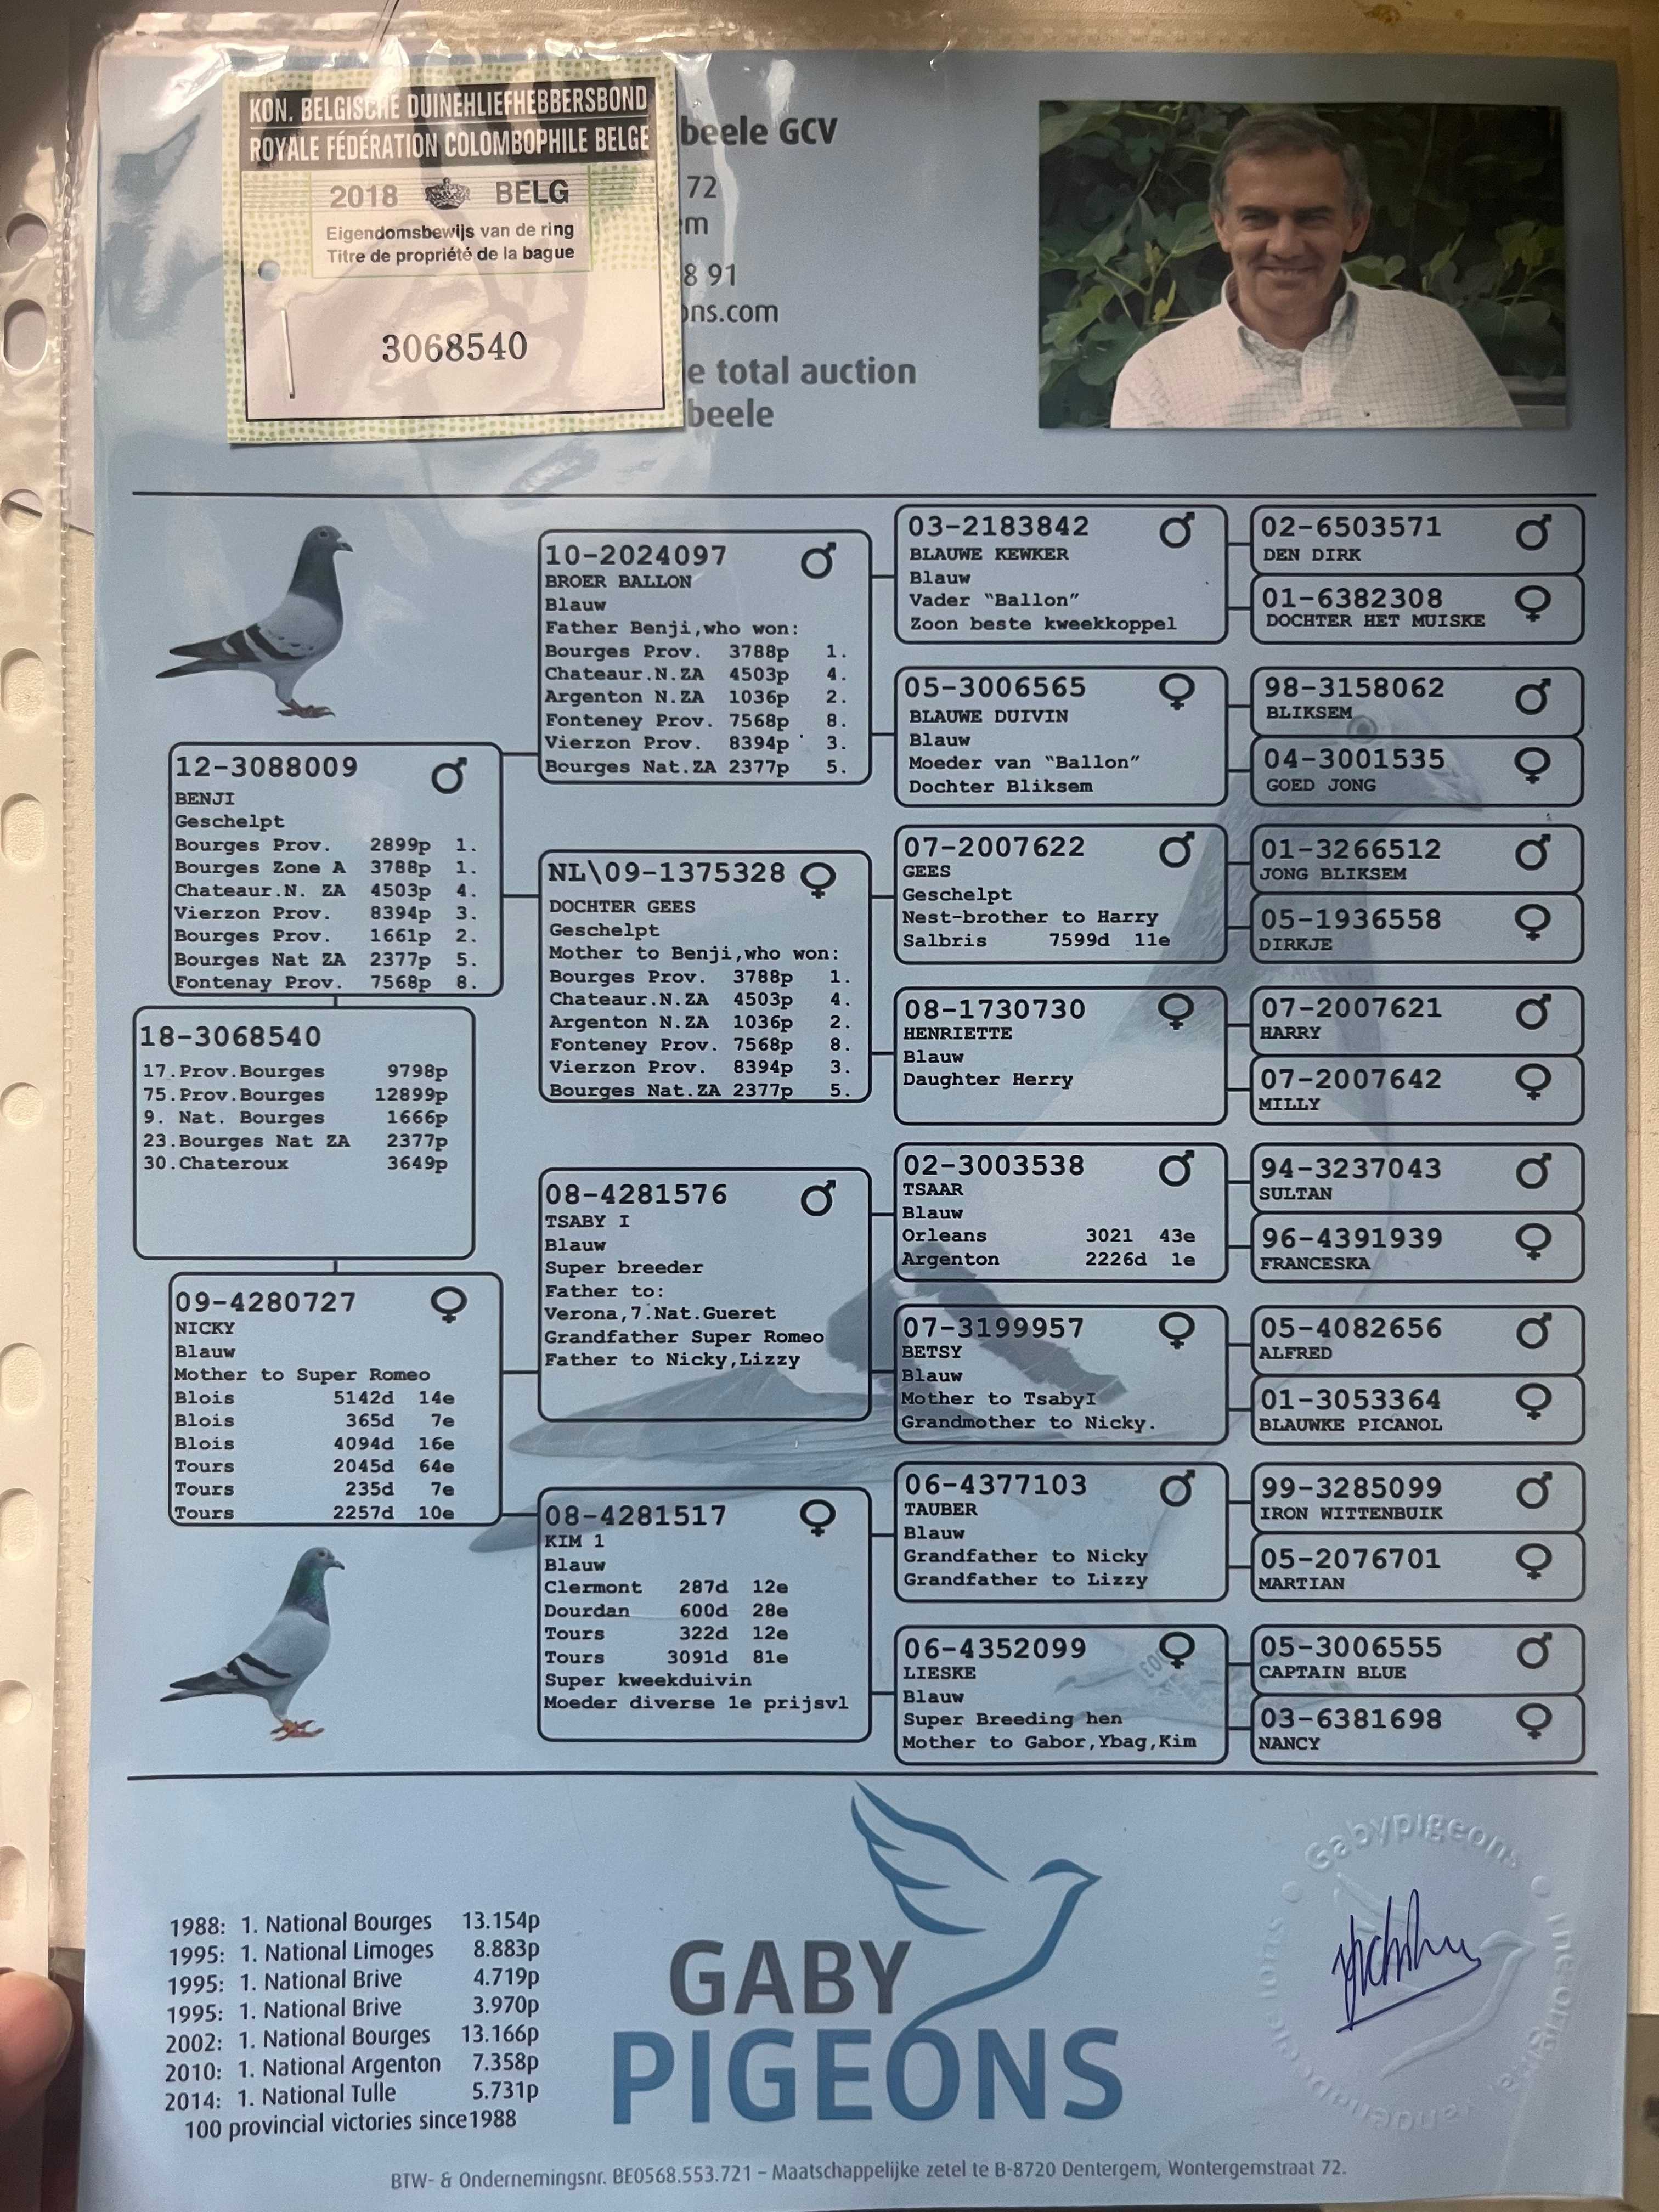 KON. BELGISCHE DUINEHLIEFHEBBERSBOND
ROYALE FÉDÉRATION COLOMBOPHILE BELGE
2018 BELG
Eigendomsbewijs van de ring
Titre de propriété de la bague
3068540
beele GCV
72
m
8 91
ons.com
e total auction
beele
12-3088009 ♂
BENJI
Geschelpt
Bourges Prov. 2899p 1.
Bourges Zone A 3788p 1.
Chateaur.N. ZA 4503p 4.
Vierzon Prov. 8394p 3.
Bourges Prov. 1661p 2.
Bourges Nat ZA 2377p 5.
Fontenay Prov. 7568p 8.
18-3068540
17.Prov.Bourges 9798p
75.Prov.Bourges 12899p
9. Nat. Bourges 1666p
23.Bourges Nat ZA 2377p
30.Chateroux 3649p
09-4280727 ♀
NICKY
Blauw
Mother to Super Romeo
Blois 5142d 14e
Blois 365d 7e
Blois 4094d 16e
Tours 2045d 64e
Tours 235d 7e
Tours 2257d 10e
10-2024097 ♂
BROER BALLON
Blauw
Father Benji,who won:
Bourges Prov. 3788p 1.
Chateaur.N.ZA 4503p 4.
Argenton N.ZA 1036p 2.
Fonteney Prov. 7568p 8.
Vierzon Prov. 8394p 3.
Bourges Nat.ZA 2377p 5.
NL\09-1375328 ♀
DOCHTER GEES
Geschelpt
Mother to Benji,who won:
Bourges Prov. 3788p 1.
Chateaur.N.ZA 4503p 4.
Argenton N.ZA 1036p 2.
Fonteney Prov. 7568p 8.
Vierzon Prov. 8394p 3.
Bourges Nat.ZA 2377p 5.
08-4281576 ♂
TSABY I
Blauw
Super breeder
Father to:
Verona,7.Nat.Gueret
Grandfather Super Romeo
Father to Nicky,Lizzy
08-4281517 ♀
KIM 1
Blauw
Clermont 287d 12e
Dourdan 600d 28e
Tours 322d 12e
Tours 3091d 81e
Super kweekduivin
Moeder diverse 1e prijsvl
03-2183842 ♂
BLAUWE KEWKER
Blauw
Vader “Ballon”
Zoon beste kweekkoppel
05-3006565 ♀
BLAUWE DUIVIN
Blauw
Moeder van “Ballon”
Dochter Bliksem
07-2007622 ♂
GEES
Geschelpt
Nest-brother to Harry
Salbris 7599d 11e
08-1730730 ♀
HENRIETTE
Blauw
Daughter Herry
02-3003538 ♂
TSAAR
Blauw
Orleans 3021 43e
Argenton 2226d 1e
07-3199957 ♀
BETSY
Blauw
Mother to TsabyI
Grandmother to Nicky.
06-4377103 ♂
TAUBER
Blauw
Grandfather to Nicky
Grandfather to Lizzy
06-4352099 ♀
LIESKE
Blauw
Super Breeding hen
Mother to Gabor,Ybag,Kim
02-6503571 ♂
DEN DIRK
01-6382308 ♀
DOCHTER HET MUISKE
98-3158062 ♂
BLIKSEM
04-3001535 ♀
GOED JONG
01-3266512 ♂
JONG BLIKSEM
05-1936558 ♀
DIRKJE
07-2007621 ♂
HARRY
07-2007642 ♀
MILLY
94-3237043 ♂
SULTAN
96-4391939 ♀
FRANCESKA
05-4082656 ♂
ALFRED
01-3053364 ♀
BLAUWKE PICANOL
99-3285099 ♂
IRON WITTENBUIK
05-2076701 ♀
MARTIAN
05-3006555 ♂
CAPTAIN BLUE
03-6381698 ♀
NANCY
1988: 1. National Bourges 13.154p
1995: 1. National Limoges 8.883p
1995: 1. National Brive 4.719p
1995: 1. National Brive 3.970p
2002: 1. National Bourges 13.166p
2010: 1. National Argenton 7.358p
2014: 1. National Tulle 5.731p
100 provincial victories since1988
GABY
PIGEONS
Gabypigeons
BTW- & Ondernemingsnr. BE0568.553.721 – Maatschappelijke zetel te B-8720 Dentergem, Wontergemstraat 72.